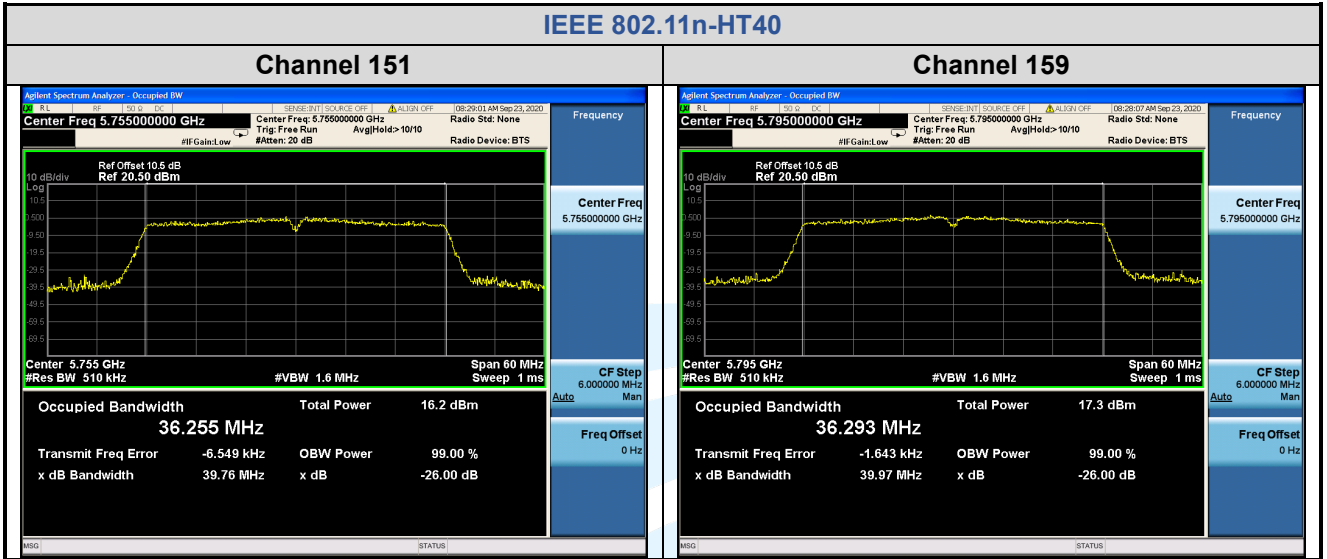 IEEE 802.11n-HT40
Channel 151
Channel 159
Agilent Spectrum Analyzer - Occupied BW
RL RF 50 Ω DC SENSE:INT SOURCE OFF ALIGN OFF 08:29:01 AM Sep 23, 2020
Center Freq 5.755000000 GHz
Center Freq: 5.755000000 GHz Radio Std: None
Trig: Free Run Avg|Hold:> 10/10
#IFGain:Low #Atten: 20 dB Radio Device: BTS
Ref Offset 10.5 dB
10 dB/div Ref 20.50 dBm
Log
10.5
0.500
-9.50
-19.5
-29.5
-39.5
-49.5
-59.5
-69.5
Center 5.755 GHz Span 60 MHz
#Res BW 510 kHz #VBW 1.6 MHz Sweep 1 ms
Occupied Bandwidth Total Power 16.2 dBm
36.255 MHz
Transmit Freq Error -6.549 kHz OBW Power 99.00 %
x dB Bandwidth 39.76 MHz x dB -26.00 dB
MSG STATUS
Frequency
Center Freq
5.755000000 GHz
CF Step
6.000000 MHz
Auto Man
Freq Offset
0 Hz
Agilent Spectrum Analyzer - Occupied BW
RL RF 50 Ω DC SENSE:INT SOURCE OFF ALIGN OFF 08:28:07 AM Sep 23, 2020
Center Freq 5.795000000 GHz
Center Freq: 5.795000000 GHz Radio Std: None
Trig: Free Run Avg|Hold:> 10/10
#IFGain:Low #Atten: 20 dB Radio Device: BTS
Ref Offset 10.5 dB
10 dB/div Ref 20.50 dBm
Log
10.5
0.500
-9.50
-19.5
-29.5
-39.5
-49.5
-59.5
-69.5
Center 5.795 GHz Span 60 MHz
#Res BW 510 kHz #VBW 1.6 MHz Sweep 1 ms
Occupied Bandwidth Total Power 17.3 dBm
36.293 MHz
Transmit Freq Error -1.643 kHz OBW Power 99.00 %
x dB Bandwidth 39.97 MHz x dB -26.00 dB
MSG STATUS
Frequency
Center Freq
5.795000000 GHz
CF Step
6.000000 MHz
Auto Man
Freq Offset
0 Hz